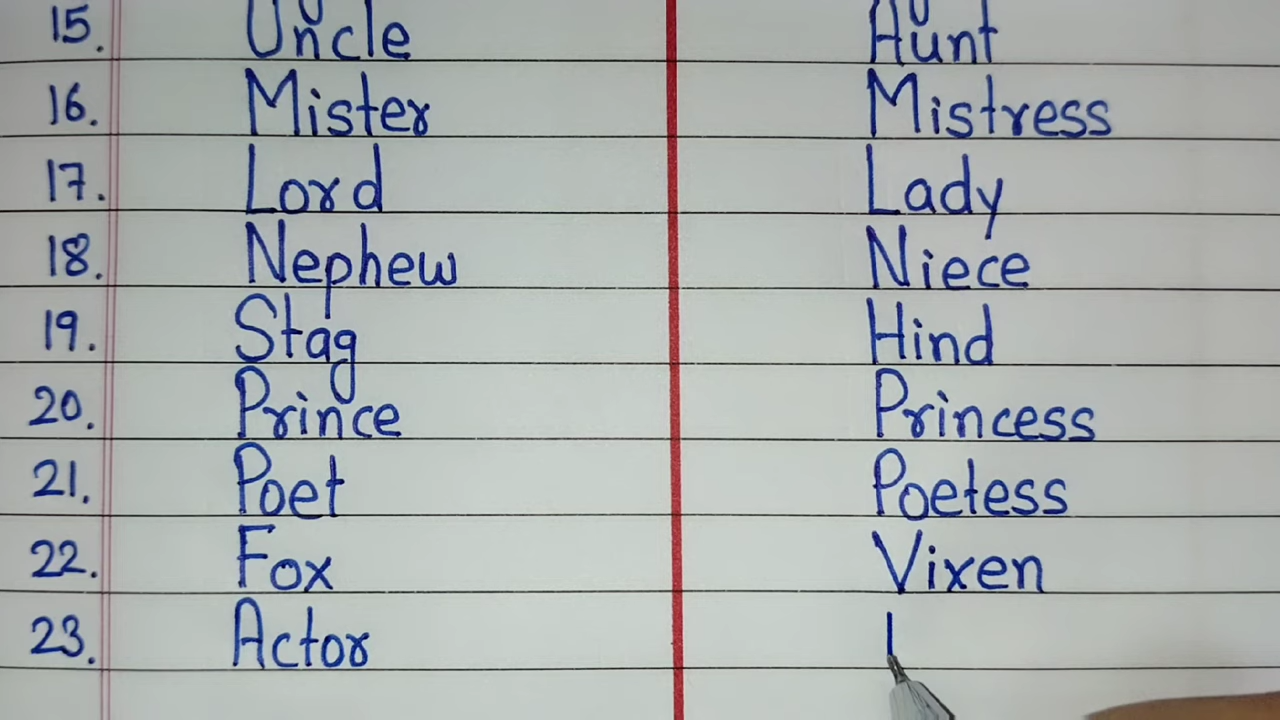 15. Uncle Aunt
16. Mister Mistress
17. Lord Lady
18. Nephew Niece
19. Stag Hind
20. Prince Princess
21. Poet Poetess
22. Fox Vixen
23. Actor